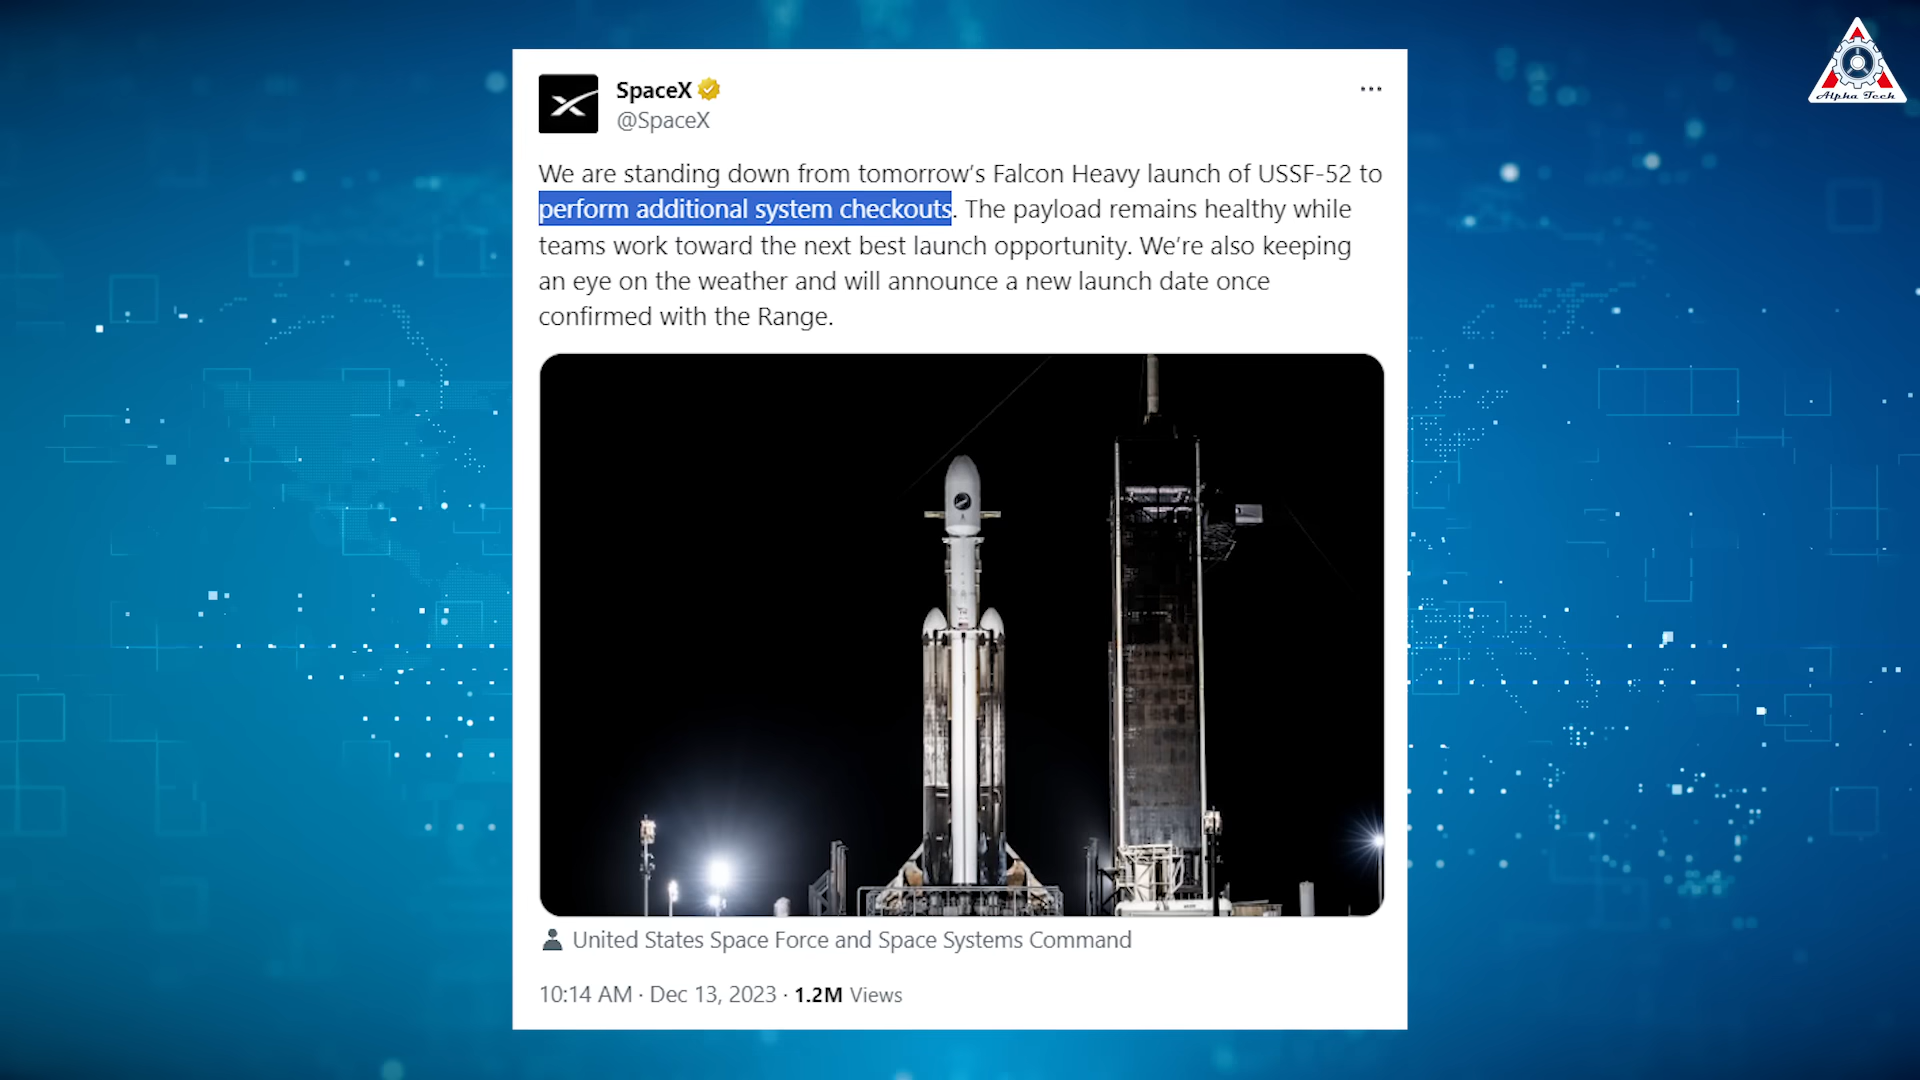 Alpha Tech
SpaceX
@SpaceX
We are standing down from tomorrow’s Falcon Heavy launch of USSF-52 to
perform additional system checkouts. The payload remains healthy while
teams work toward the next best launch opportunity. We’re also keeping
an eye on the weather and will announce a new launch date once
confirmed with the Range.
United States Space Force and Space Systems Command
10:14 AM · Dec 13, 2023 · 1.2M Views